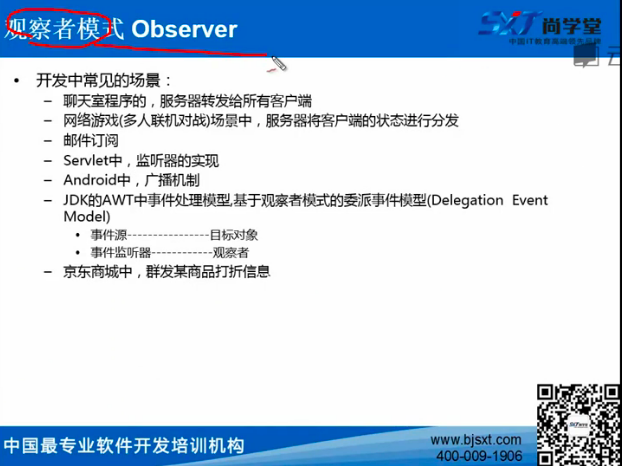 观察者模式 Observer
SXT 尚学堂
中国IT教育高端领先品牌
• 开发中常见的场景：
– 聊天室程序的，服务器转发给所有客户端
– 网络游戏(多人联机对战)场景中，服务器将客户端的状态进行分发
– 邮件订阅
– Servlet中，监听器的实现
– Android中，广播机制
– JDK的AWT中事件处理模型,基于观察者模式的委派事件模型(Delegation Event
Model)
• 事件源----------------目标对象
• 事件监听器------------观察者
– 京东商城中，群发某商品打折信息
中国最专业软件开发培训机构
www.bjsxt.com
400-009-1906